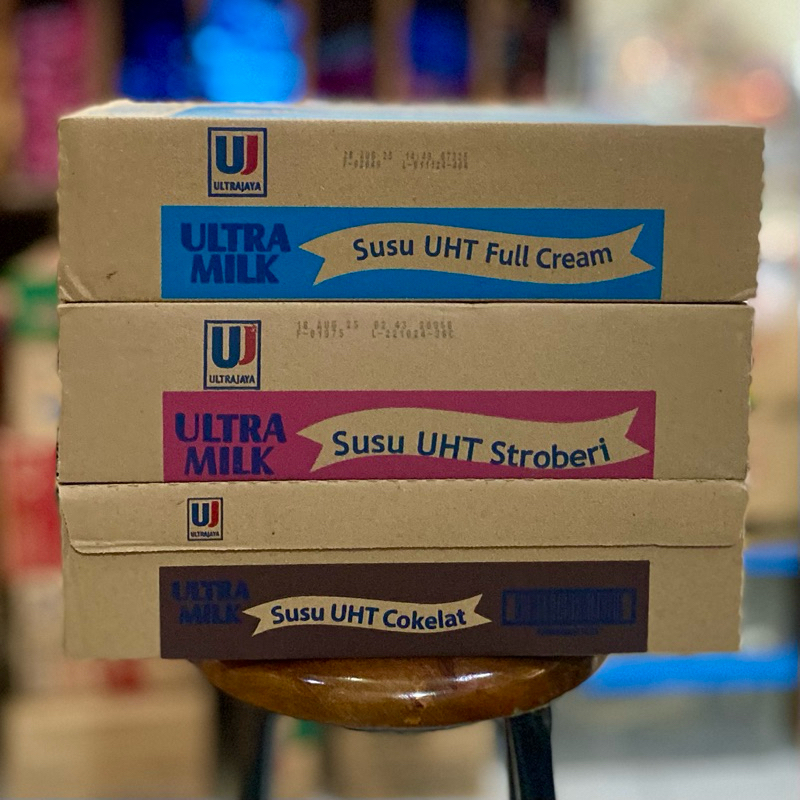 UJ
ULTRAJAYA
ULTRA
MILK
Susu UHT Full Cream
UJ
ULTRAJAYA
ULTRA
MILK
Susu UHT Stroberi
UJ
ULTRAJAYA
ULTRA
MILK
Susu UHT Cokelat